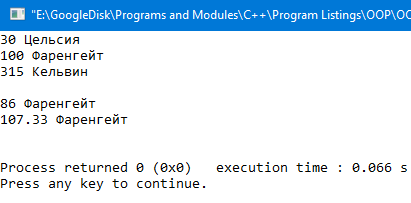 "E:\GoogleDisk\Programs and Modules\C++\Program Listings\OOP\OC
30 Цельсия
100 Фаренгейт
315 Кельвин
86 Фаренгейт
107.33 Фаренгейт
Process returned 0 (0x0)   execution time : 0.066 s
Press any key to continue.